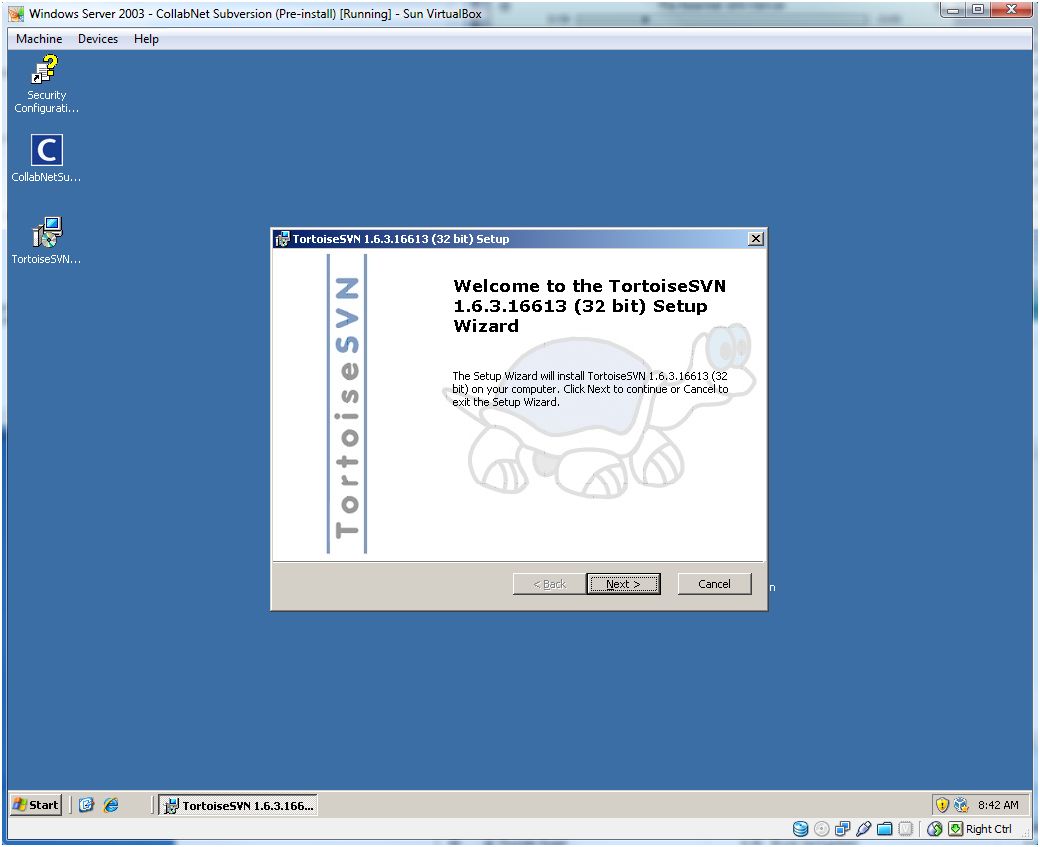 Windows Server 2003 - CollabNet Subversion (Pre-install) [Running] - Sun VirtualBox
Machine Devices Help
Security
Configurati...
CollabNetSu...
TortoiseSVN...
TortoiseSVN 1.6.3.16613 (32 bit) Setup
TortoiseSVN
Welcome to the TortoiseSVN
1.6.3.16613 (32 bit) Setup
Wizard
The Setup Wizard will install TortoiseSVN 1.6.3.16613 (32
bit) on your computer. Click Next to continue or Cancel to
exit the Setup Wizard.
< Back Next > Cancel
n
Start TortoiseSVN 1.6.3.166... 8:42 AM
Right Ctrl